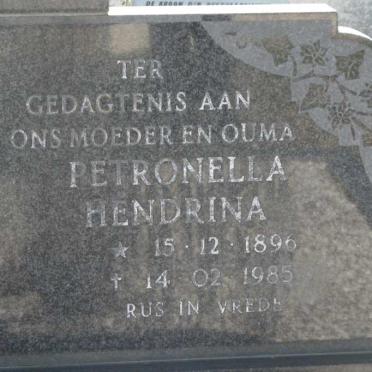 TER
GEDAGTENIS AAN
ONS MOEDER EN OUMA
PETRONELLA
HENDRINA
★ 15·12·1896
† 14·02·1985
RUS IN VREDE